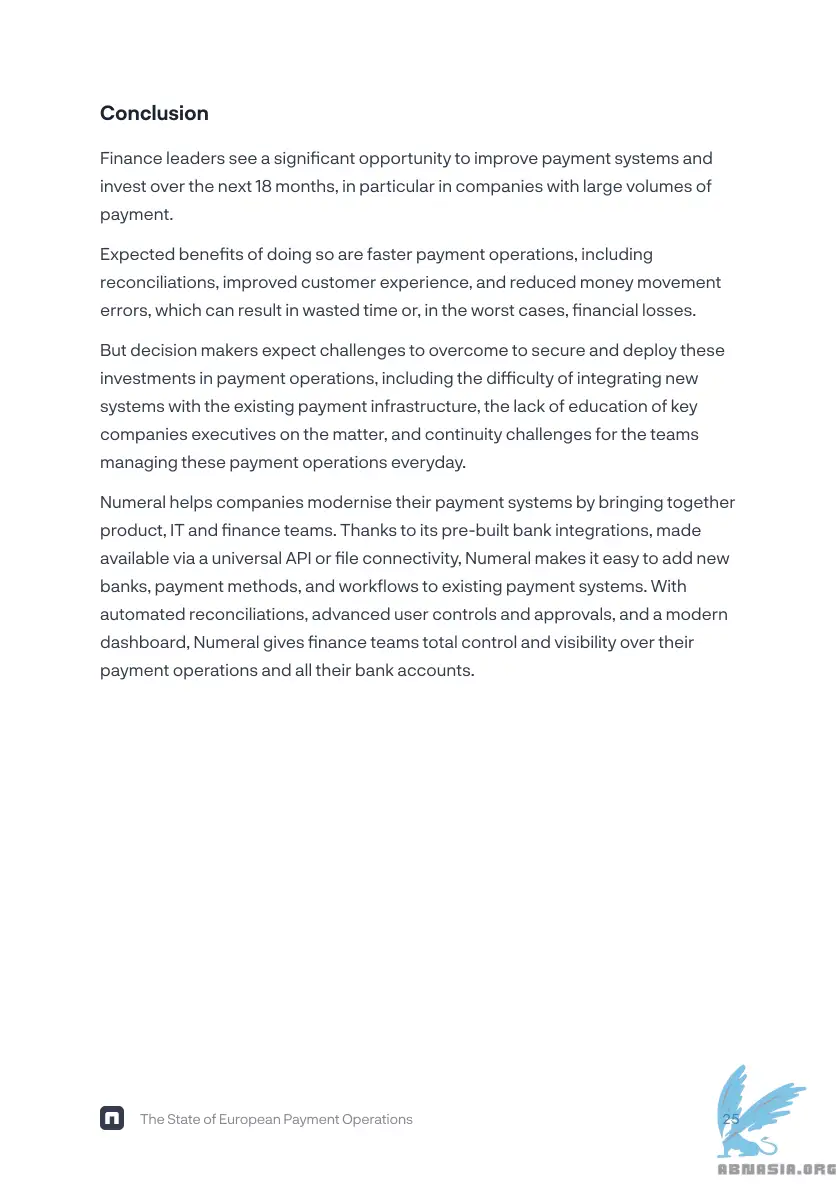 Conclusion
Finance leaders see a significant opportunity to improve payment systems and
invest over the next 18 months, in particular in companies with large volumes of
payment.
Expected benefits of doing so are faster payment operations, including
reconciliations, improved customer experience, and reduced money movement
errors, which can result in wasted time or, in the worst cases, financial losses.
But decision makers expect challenges to overcome to secure and deploy these
investments in payment operations, including the difficulty of integrating new
systems with the existing payment infrastructure, the lack of education of key
companies executives on the matter, and continuity challenges for the teams
managing these payment operations everyday.
Numeral helps companies modernise their payment systems by bringing together
product, IT and finance teams. Thanks to its pre-built bank integrations, made
available via a universal API or file connectivity, Numeral makes it easy to add new
banks, payment methods, and workflows to existing payment systems. With
automated reconciliations, advanced user controls and approvals, and a modern
dashboard, Numeral gives finance teams total control and visibility over their
payment operations and all their bank accounts.
The State of European Payment Operations
25
ABNASIA.ORG